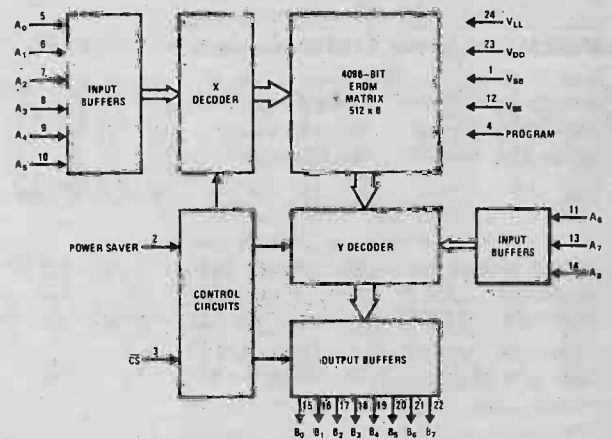 A0 5
A1 6
A2 7
A3 8
A4 9
A5 10
INPUT
BUFFERS
X
DECODER
4096-BIT
EROM
MATRIX
512 x 8
24 VLL
23 VDD
1 VBB
12 VSS
4 PROGRAM
POWER SAVER 2
CS 3
CONTROL
CIRCUITS
Y DECODER
INPUT
BUFFERS
11 A6
13 A7
14 A8
OUTPUT BUFFERS
15 16 17 18 19 20 21 22
B0 B1 B2 B3 B4 B5 B6 B7